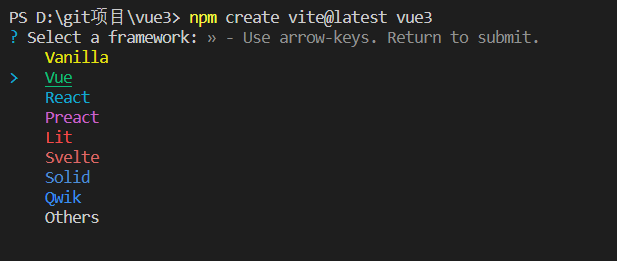 PS D:\git项目\vue3> npm create vite@latest vue3
? Select a framework: » - Use arrow-keys. Return to submit.
Vanilla
> Vue
React
Preact
Lit
Svelte
Solid
Qwik
Others